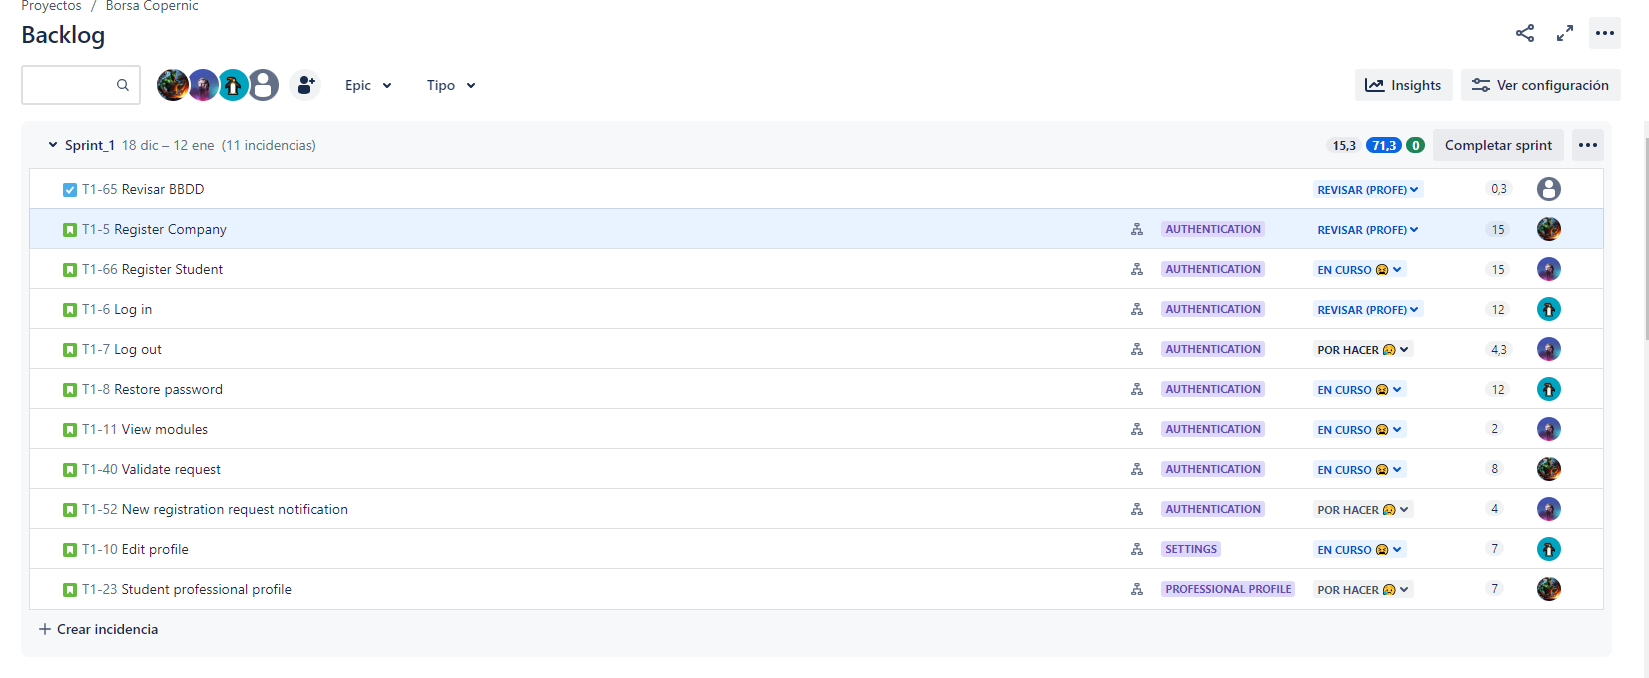 Proyectos / Borsa Copernic
Backlog
Epic Tipo Insights Ver configuración
Sprint_1 18 dic – 12 ene (11 incidencias) 15,3 71,3 0 Completar sprint
T1-65 Revisar BBDD REVISAR (PROFE) 0,3
T1-5 Register Company AUTHENTICATION REVISAR (PROFE) 15
T1-66 Register Student AUTHENTICATION EN CURSO 😫 15
T1-6 Log in AUTHENTICATION REVISAR (PROFE) 12
T1-7 Log out AUTHENTICATION POR HACER 😥 4,3
T1-8 Restore password AUTHENTICATION EN CURSO 😫 12
T1-11 View modules AUTHENTICATION EN CURSO 😫 2
T1-40 Validate request AUTHENTICATION EN CURSO 😫 8
T1-52 New registration request notification AUTHENTICATION POR HACER 😥 4
T1-10 Edit profile SETTINGS EN CURSO 😫 7
T1-23 Student professional profile PROFESSIONAL PROFILE POR HACER 😥 7
+ Crear incidencia